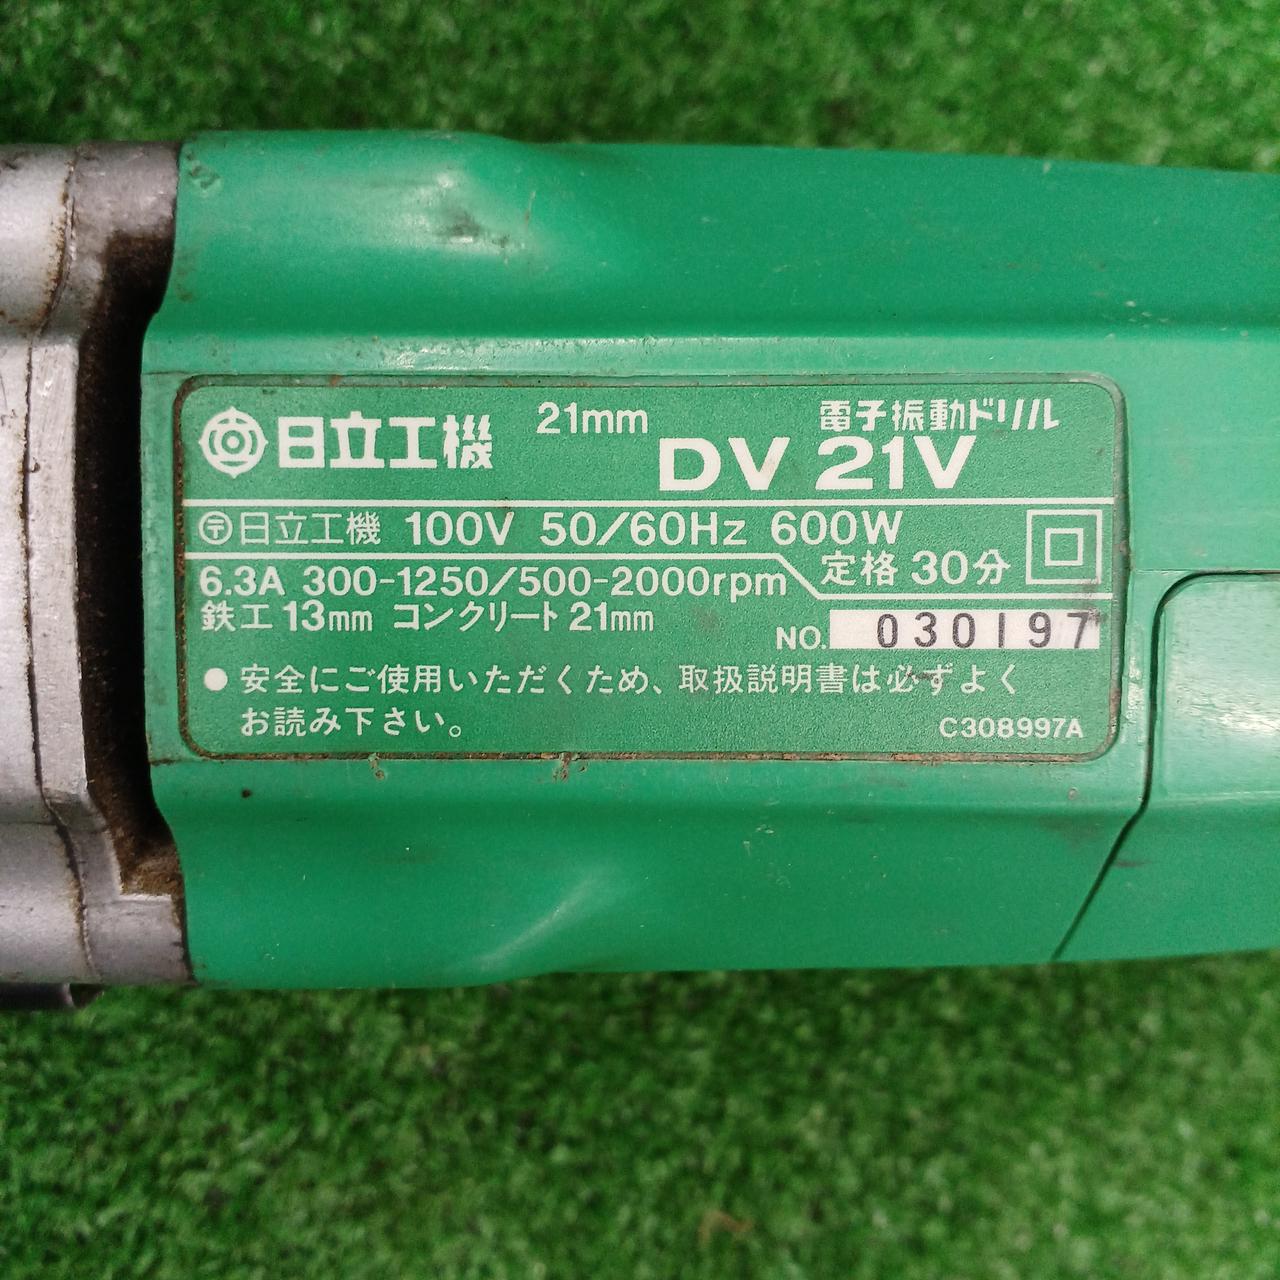 日立工機 21mm 電子振動ドリル
DV 21V
〶日立工機 100V 50/60Hz 600W
6.3A 300-1250/500-2000rpm 定格 30分
鉄工 13mm コンクリート 21mm
NO. 030197
● 安全にご使用いただくため、取扱説明書は必ずよく
お読み下さい。 C308997A